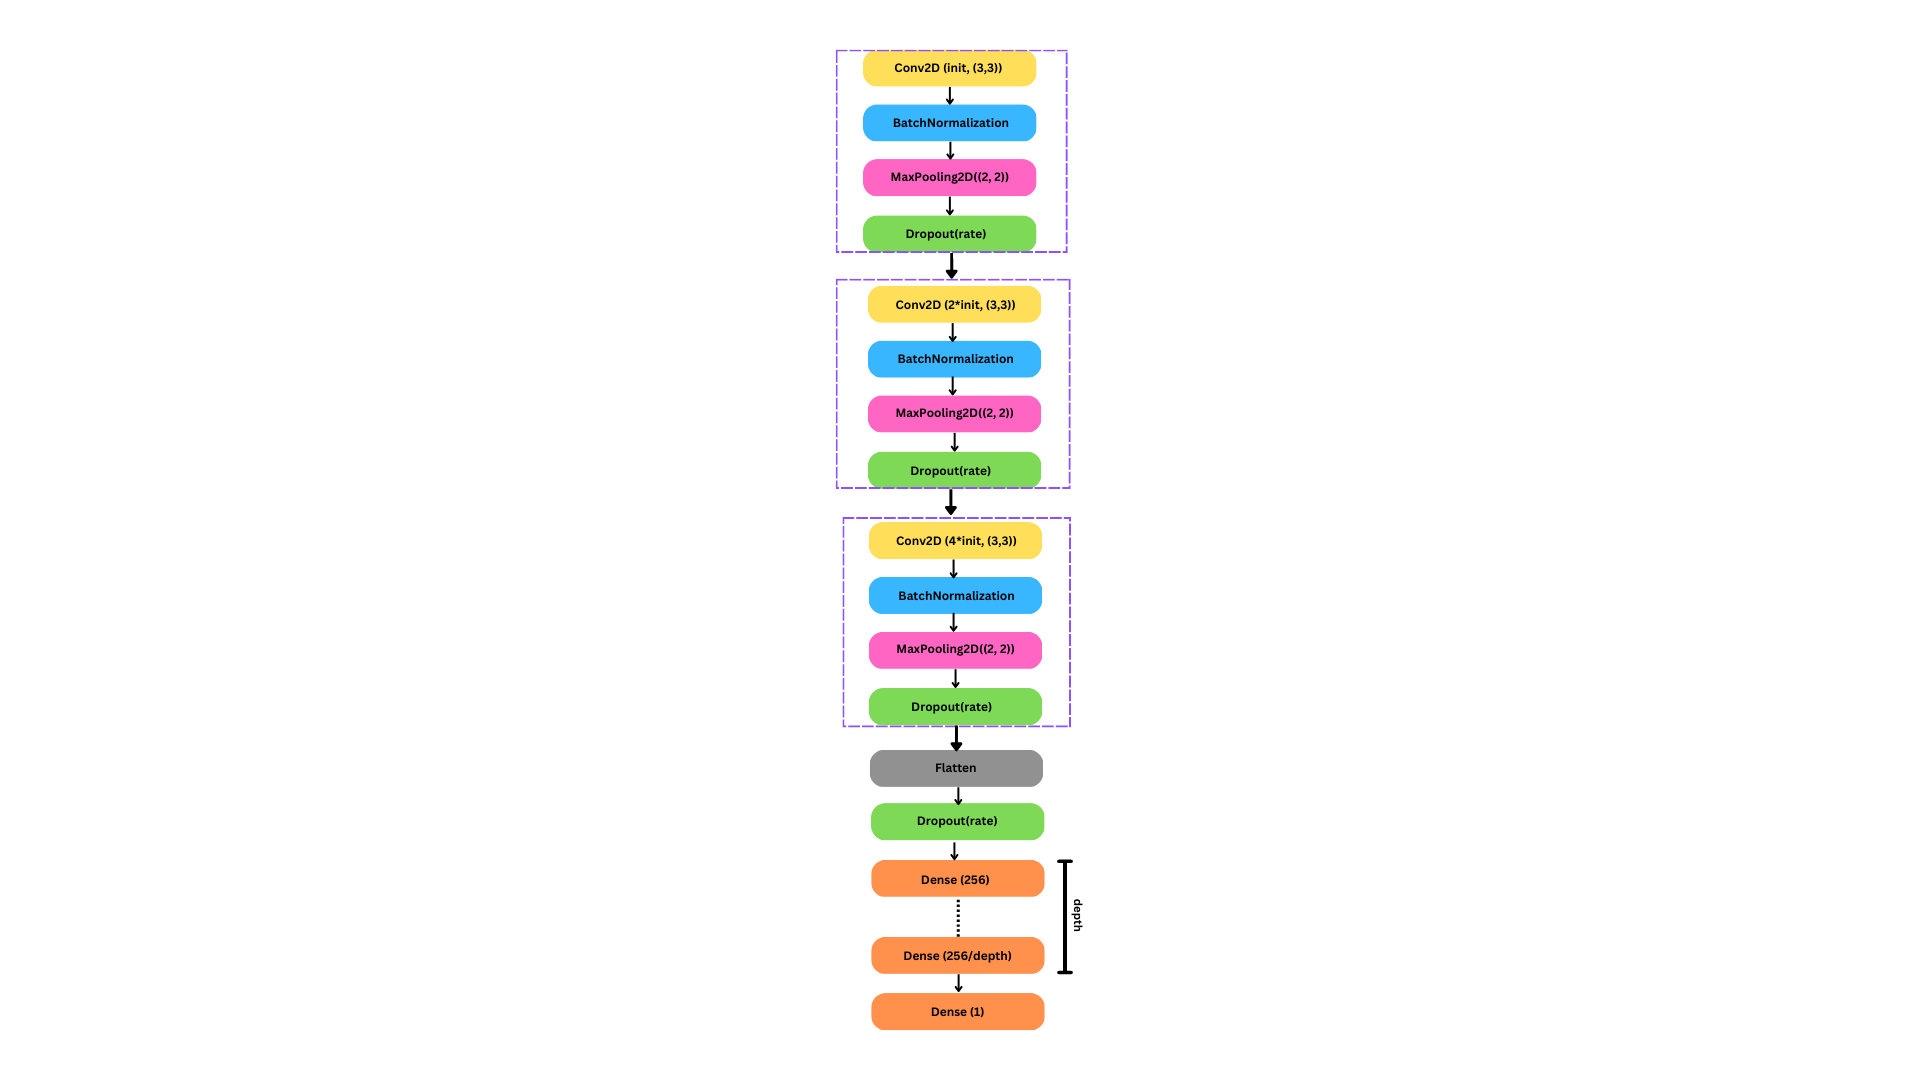 Conv2D (init, (3,3))
BatchNormalization
MaxPooling2D((2, 2))
Dropout(rate)
Conv2D (2*init, (3,3))
BatchNormalization
MaxPooling2D((2, 2))
Dropout(rate)
Conv2D (4*init, (3,3))
BatchNormalization
MaxPooling2D((2, 2))
Dropout(rate)
Flatten
Dropout(rate)
Dense (256)
depth
Dense (256/depth)
Dense (1)